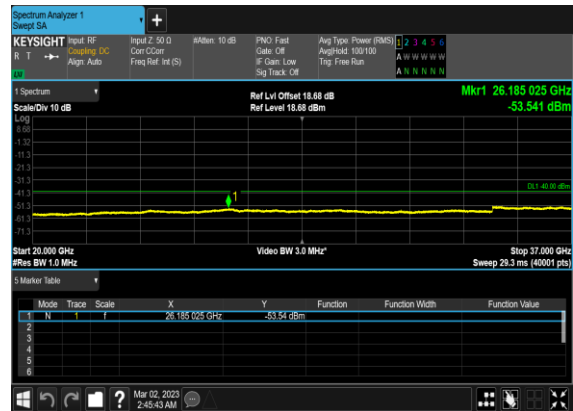 Spectrum Analyzer 1
Swept SA
+
KEYSIGHT Input: RF Input Z: 50 Ω #Atten: 10 dB PNO: Fast Avg Type: Power (RMS) 1 2 3 4 5 6
R T Coupling: DC Corr CCorr Gate: Off Avg|Hold: 100/100 A W W W W W
Align: Auto Freq Ref: Int (S) IF Gain: Low Trig: Free Run
LXI Sig Track: Off A N N N N N
1 Spectrum Ref Lvl Offset 18.68 dB Mkr1 26.185 025 GHz
Scale/Div 10 dB Ref Level 18.68 dBm -53.541 dBm
Log
8.68
-1.32
-11.3
-21.3
-31.3
DL1 -40.00 dBm
-41.3
1
-51.3
-61.3
-71.3
Start 20.000 GHz Video BW 3.0 MHz* Stop 37.000 GHz
#Res BW 1.0 MHz Sweep 29.3 ms (40001 pts)
5 Marker Table
Mode Trace Scale X Y Function Function Width Function Value
1 N 1 f 26.185 025 GHz -53.54 dBm
2
3
4
5
6
? Mar 02, 2023
2:45:43 AM